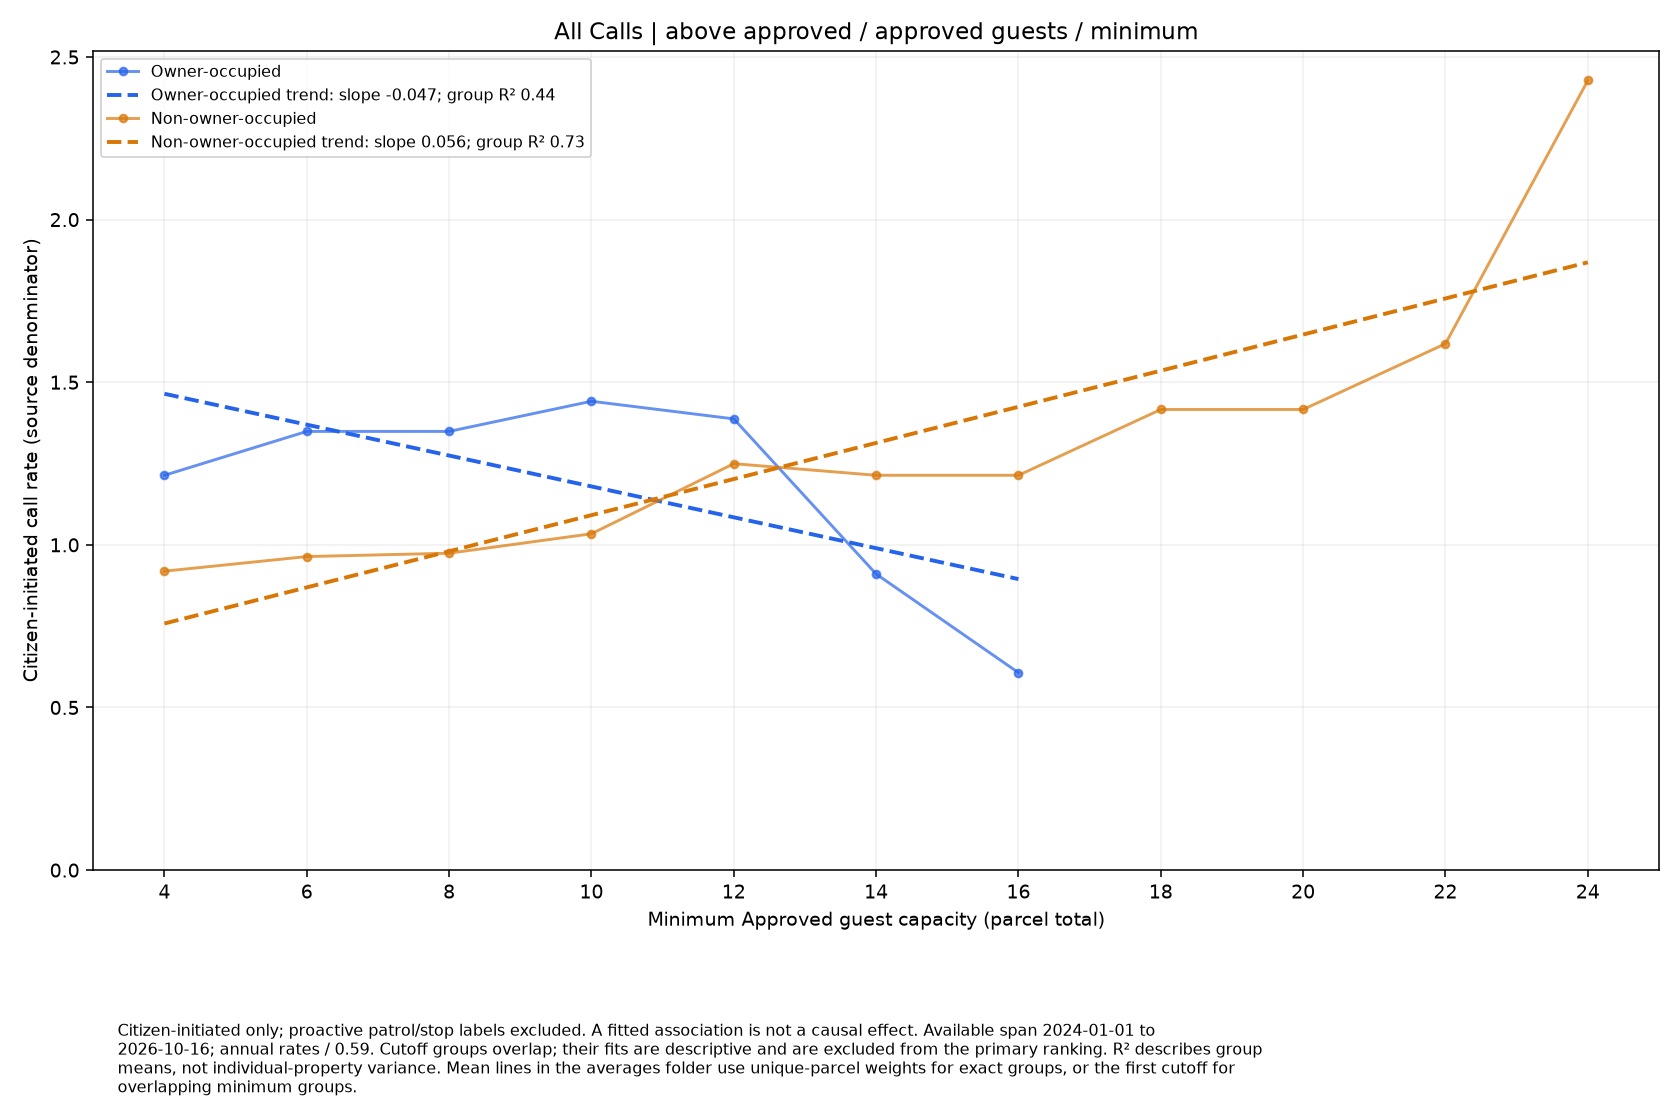 All Calls | above approved / approved guests / minimum
Owner-occupied
Owner-occupied trend: slope -0.047; group R² 0.44
Non-owner-occupied
Non-owner-occupied trend: slope 0.056; group R² 0.73
Citizen-initiated call rate (source denominator)
2.5
2.0
1.5
1.0
0.5
0.0
4 6 8 10 12 14 16 18 20 22 24
Minimum Approved guest capacity (parcel total)
Citizen-initiated only; proactive patrol/stop labels excluded. A fitted association is not a causal effect. Available span 2024-01-01 to
2026-10-16; annual rates / 0.59. Cutoff groups overlap; their fits are descriptive and are excluded from the primary ranking. R² describes group
means, not individual-property variance. Mean lines in the averages folder use unique-parcel weights for exact groups, or the first cutoff for
overlapping minimum groups.